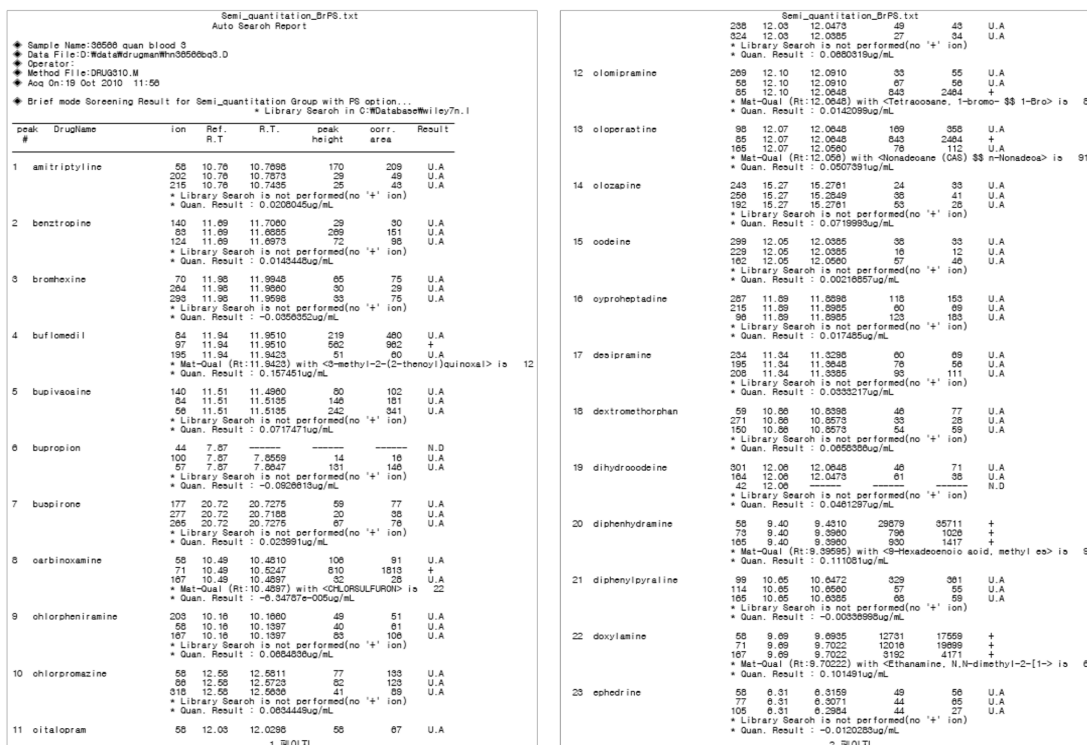 Semi_quantitation_BrPS.txt
Auto Search Report
◈ Sample Name:36566 quan blood 3
◈ Data File:D:₩data₩drugman₩hn36566bq3.D
◈ Operator:
◈ Method File:DRUG310.M
◈ Acq On:19 Oct 2010 11:56
◈ Brief mode Screening Result for Semi_quantitation Group with PS option...
* Library Search in C:₩Database₩wiley7n.l
peak DrugName ion Ref. R.T. peak corr. Result
# R.T height area
1 amitriptyline 58 10.76 10.7698 170 209 U.A
202 10.76 10.7873 29 49 U.A
215 10.76 10.7435 25 43 U.A
* Library Search is not performed(no '+' ion)
* Quan. Result : 0.0206045ug/mL
2 benztropine 140 11.69 11.7060 29 30 U.A
83 11.69 11.6885 269 151 U.A
124 11.69 11.6973 72 98 U.A
* Library Search is not performed(no '+' ion)
* Quan. Result : 0.0143448ug/mL
3 bromhexine 70 11.98 11.9948 65 75 U.A
264 11.98 11.9860 30 29 U.A
293 11.98 11.9598 33 75 U.A
* Library Search is not performed(no '+' ion)
* Quan. Result : -0.0356352ug/mL
4 buflomedil 84 11.94 11.9510 219 460 U.A
97 11.94 11.9510 562 962 +
195 11.94 11.9423 51 60 U.A
* Mat-Qual (Rt:11.9423) with <3-methyl-2-(2-thenoyl)quinoxal> is 12
* Quan. Result : 0.157451ug/mL
5 bupivacaine 140 11.51 11.4960 80 102 U.A
84 11.51 11.5135 146 181 U.A
56 11.51 11.5135 242 341 U.A
* Library Search is not performed(no '+' ion)
* Quan. Result : 0.0717471ug/mL
6 bupropion 44 7.87 ------ ------ ------ N.D
100 7.87 7.8559 14 16 U.A
57 7.87 7.8647 131 146 U.A
* Library Search is not performed(no '+' ion)
* Quan. Result : -0.0926613ug/mL
7 buspirone 177 20.72 20.7275 59 77 U.A
277 20.72 20.7188 20 38 U.A
265 20.72 20.7275 67 76 U.A
* Library Search is not performed(no '+' ion)
* Quan. Result : 0.023991ug/mL
8 carbinoxamine 58 10.49 10.4810 106 91 U.A
71 10.49 10.5247 810 1813 +
167 10.49 10.4897 32 28 U.A
* Mat-Qual (Rt:10.4897) with <CHLORSULFURON> is 22
* Quan. Result : -6.34787e-005ug/mL
9 chlorpheniramine 203 10.16 10.1660 49 51 U.A
58 10.16 10.1397 40 61 U.A
167 10.16 10.1397 83 106 U.A
* Library Search is not performed(no '+' ion)
* Quan. Result : 0.0684836ug/mL
10 chlorpromazine 58 12.58 12.5811 77 133 U.A
86 12.58 12.5723 82 123 U.A
318 12.58 12.5636 41 89 U.A
* Library Search is not performed(no '+' ion)
* Quan. Result : 0.0634449ug/mL
11 citalopram 58 12.03 12.0298 58 67 U.A
1 페이지
Semi_quantitation_BrPS.txt
238 12.03 12.0473 49 43 U.A
324 12.03 12.0385 27 34 U.A
* Library Search is not performed(no '+' ion)
* Quan. Result : 0.0680319ug/mL
12 clomipramine 269 12.10 12.0910 33 55 U.A
58 12.10 12.0910 67 56 U.A
85 12.10 12.0648 843 2464 +
* Mat-Qual (Rt:12.0648) with <Tetracosane, 1-bromo- $$ 1-Bro> is
* Quan. Result : 0.0142099ug/mL
13 cloperastine 98 12.07 12.0648 169 358 U.A
85 12.07 12.0648 843 2464 +
165 12.07 12.0560 76 112 U.A
* Mat-Qual (Rt:12.056) with <Nonadecane (CAS) $$ n-Nonadeca> is 91
* Quan. Result : 0.0507391ug/mL
14 clozapine 243 15.27 15.2761 24 33 U.A
256 15.27 15.2849 38 41 U.A
192 15.27 15.2761 53 28 U.A
* Library Search is not performed(no '+' ion)
* Quan. Result : 0.0719993ug/mL
15 codeine 299 12.05 12.0385 36 33 U.A
229 12.05 12.0385 16 12 U.A
162 12.05 12.0560 57 46 U.A
* Library Search is not performed(no '+' ion)
* Quan. Result : 0.00216857ug/mL
16 cyproheptadine 287 11.89 11.8898 118 153 U.A
215 11.89 11.8985 60 69 U.A
96 11.89 11.8985 123 183 U.A
* Library Search is not performed(no '+' ion)
* Quan. Result : 0.017485ug/mL
17 desipramine 234 11.34 11.3298 60 69 U.A
195 11.34 11.3648 76 56 U.A
208 11.34 11.3385 93 111 U.A
* Library Search is not performed(no '+' ion)
* Quan. Result : 0.0333217ug/mL
18 dextromethorphan 59 10.86 10.8398 46 77 U.A
271 10.86 10.8573 33 28 U.A
150 10.86 10.8573 54 59 U.A
* Library Search is not performed(no '+' ion)
* Quan. Result : 0.0658386ug/mL
19 dihydrocodeine 301 12.06 12.0648 46 71 U.A
164 12.06 12.0473 61 38 U.A
42 12.06 ------ ------ ------ N.D
* Library Search is not performed(no '+' ion)
* Quan. Result : 0.0461297ug/mL
20 diphenhydramine 58 9.40 9.4310 29879 35711 +
73 9.40 9.3960 796 1026 +
165 9.40 9.3960 930 1417 +
* Mat-Qual (Rt:9.39595) with <9-Hexadecenoic acid, methyl es> is
* Quan. Result : 0.111081ug/mL
21 diphenylpyraline 99 10.65 10.6472 329 361 U.A
114 10.65 10.6560 57 55 U.A
165 10.65 10.6385 68 59 U.A
* Library Search is not performed(no '+' ion)
* Quan. Result : -0.00336998ug/mL
22 doxylamine 58 9.69 9.6935 12731 17559 +
71 9.69 9.7022 12016 19699 +
167 9.69 9.7022 3192 4171 +
* Mat-Qual (Rt:9.70222) with <Ethanamine, N,N-dimethyl-2-[1-> is
* Quan. Result : 0.101491ug/mL
23 ephedrine 58 6.31 6.3159 49 56 U.A
77 6.31 6.3071 44 65 U.A
105 6.31 6.2984 44 27 U.A
* Library Search is not performed(no '+' ion)
* Quan. Result : -0.0120283ug/mL
2 페이지